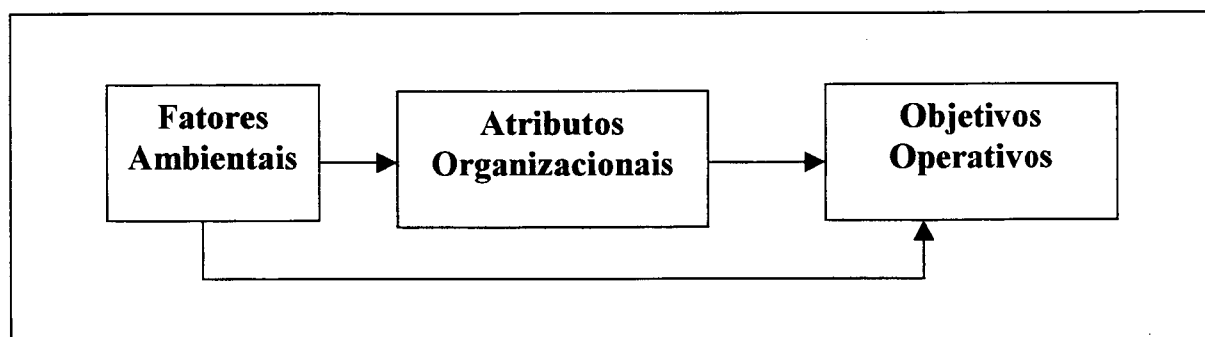 Fatores
Ambientais
Atributos
Organizacionais
Objetivos
Operativos